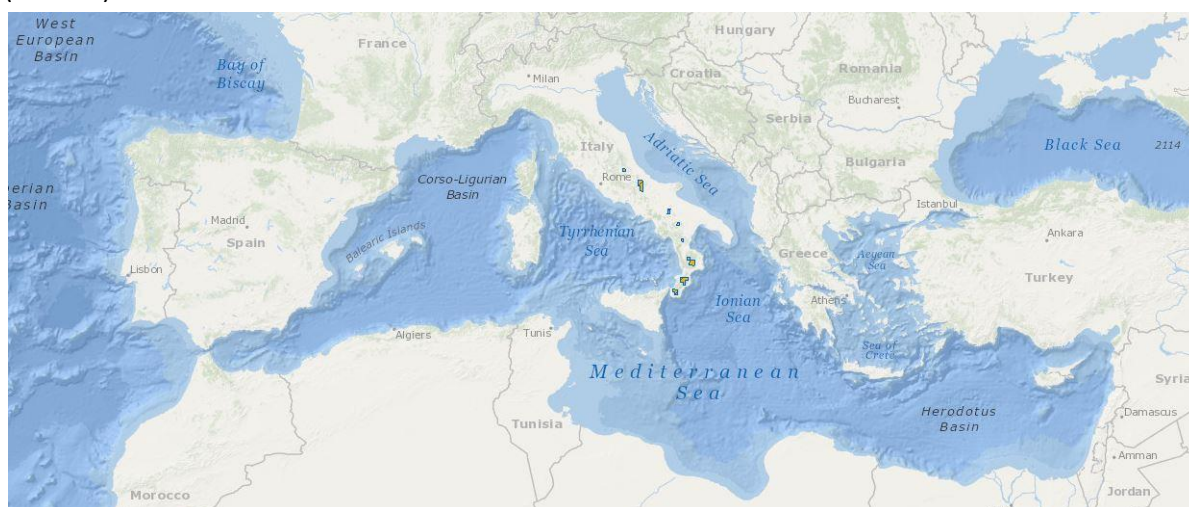 West
European
Basin
Bay of
Biscay
France
Milan
Hungary
Croatia
Romania
Bucharest
Serbia
Bulgaria
Black Sea
2114
Italy
Adriatic Sea
Rome
Corso-Ligurian
Basin
Balearic Islands
Tyrrhenian
Sea
Madrid
Spain
Lisbon
Istanbul
Ankara
Turkey
Greece
Aegean
Sea
Athens
Ionian
Sea
Sea of
Crete
Algiers
Tunis
Mediterranean
Sea
Tunisia
Herodotus
Basin
Syria
Damascus
Amman
Jordan
Morocco